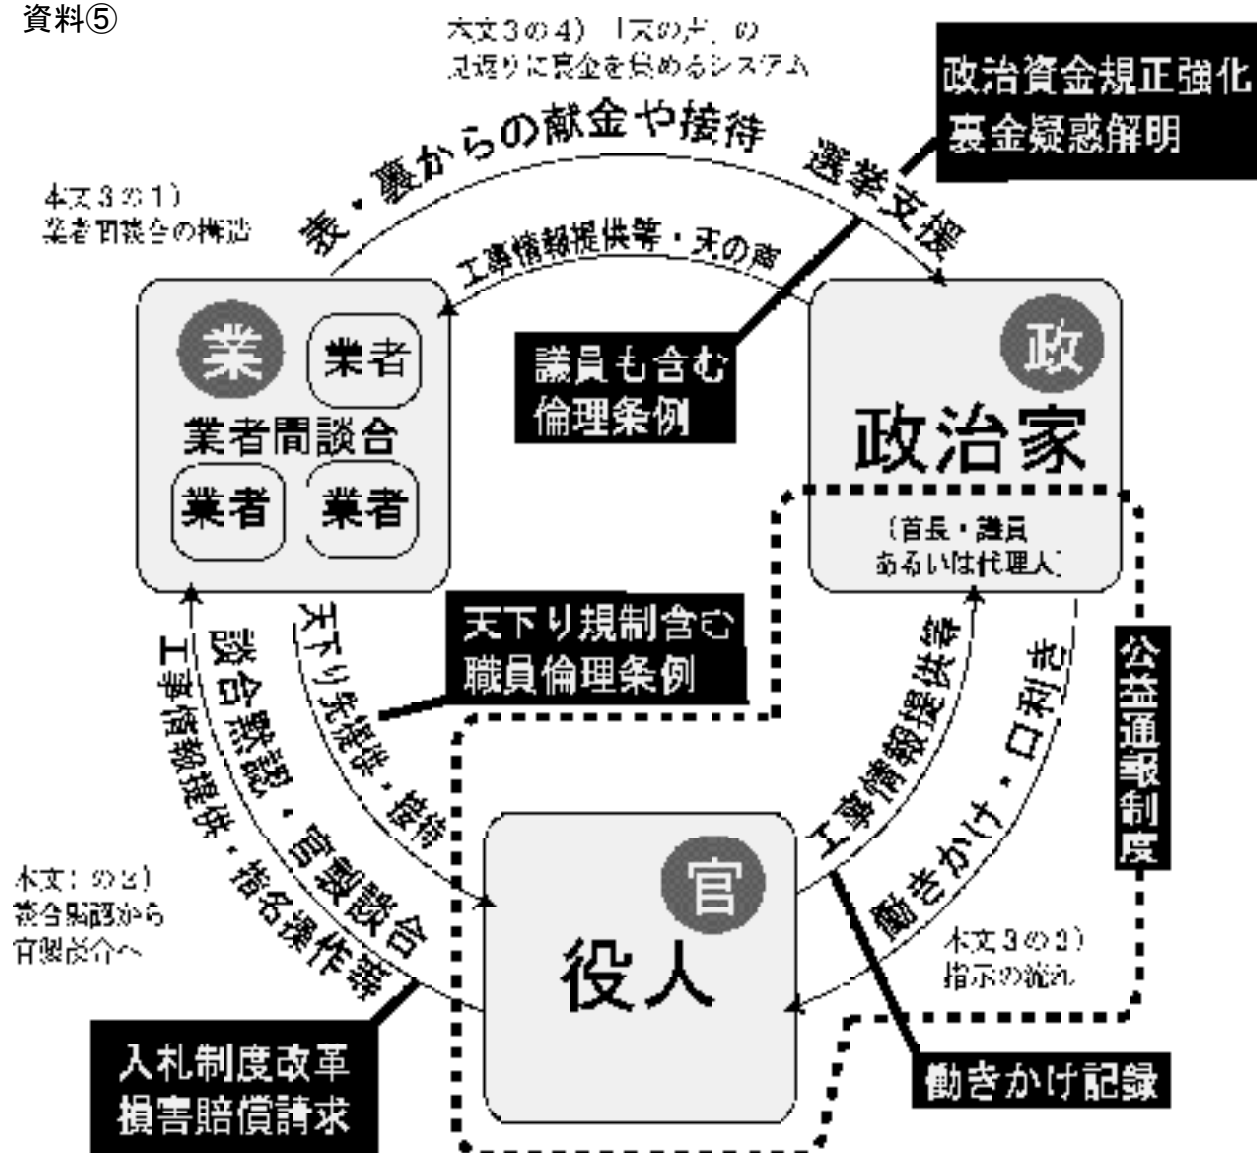 資料⑤
本文3の4)「天の声」の
見返りに裏金を集めるシステム
政治資金規正強化
裏金疑惑解明
表・裏からの献金や接待 選挙支援
本文3の1)
業者間談合の構造
工事情報提供等・天の声
業
業者
業者間談合
業者
業者
議員も含む
倫理条例
政
政治家
(首長・議員
あるいは代理人)
天下り規制含む
職員倫理条例
天下り先提供・接待
談合黙認・官製談合
工事情報提供・指名操作等
工事情報提供等
働きかけ・口利き
公益通報制度
官
役人
の2)
談合黙認から
官製談合へ
本文3の3)
指示の流れ
入札制度改革
損害賠償請求
働きかけ記録